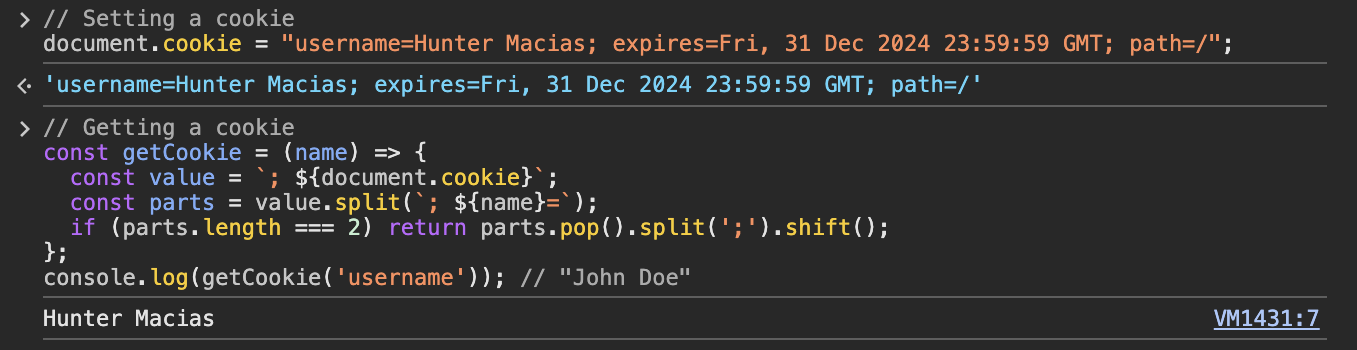 > // Setting a cookie
document.cookie = "username=Hunter Macias; expires=Fri, 31 Dec 2024 23:59:59 GMT; path=/";
'username=Hunter Macias; expires=Fri, 31 Dec 2024 23:59:59 GMT; path=/'
> // Getting a cookie
const getCookie = (name) => {
  const value = `; ${document.cookie}`;
  const parts = value.split(`; ${name}=`);
  if (parts.length === 2) return parts.pop().split(';').shift();
};
console.log(getCookie('username')); // "John Doe"
Hunter Macias VM1431:7